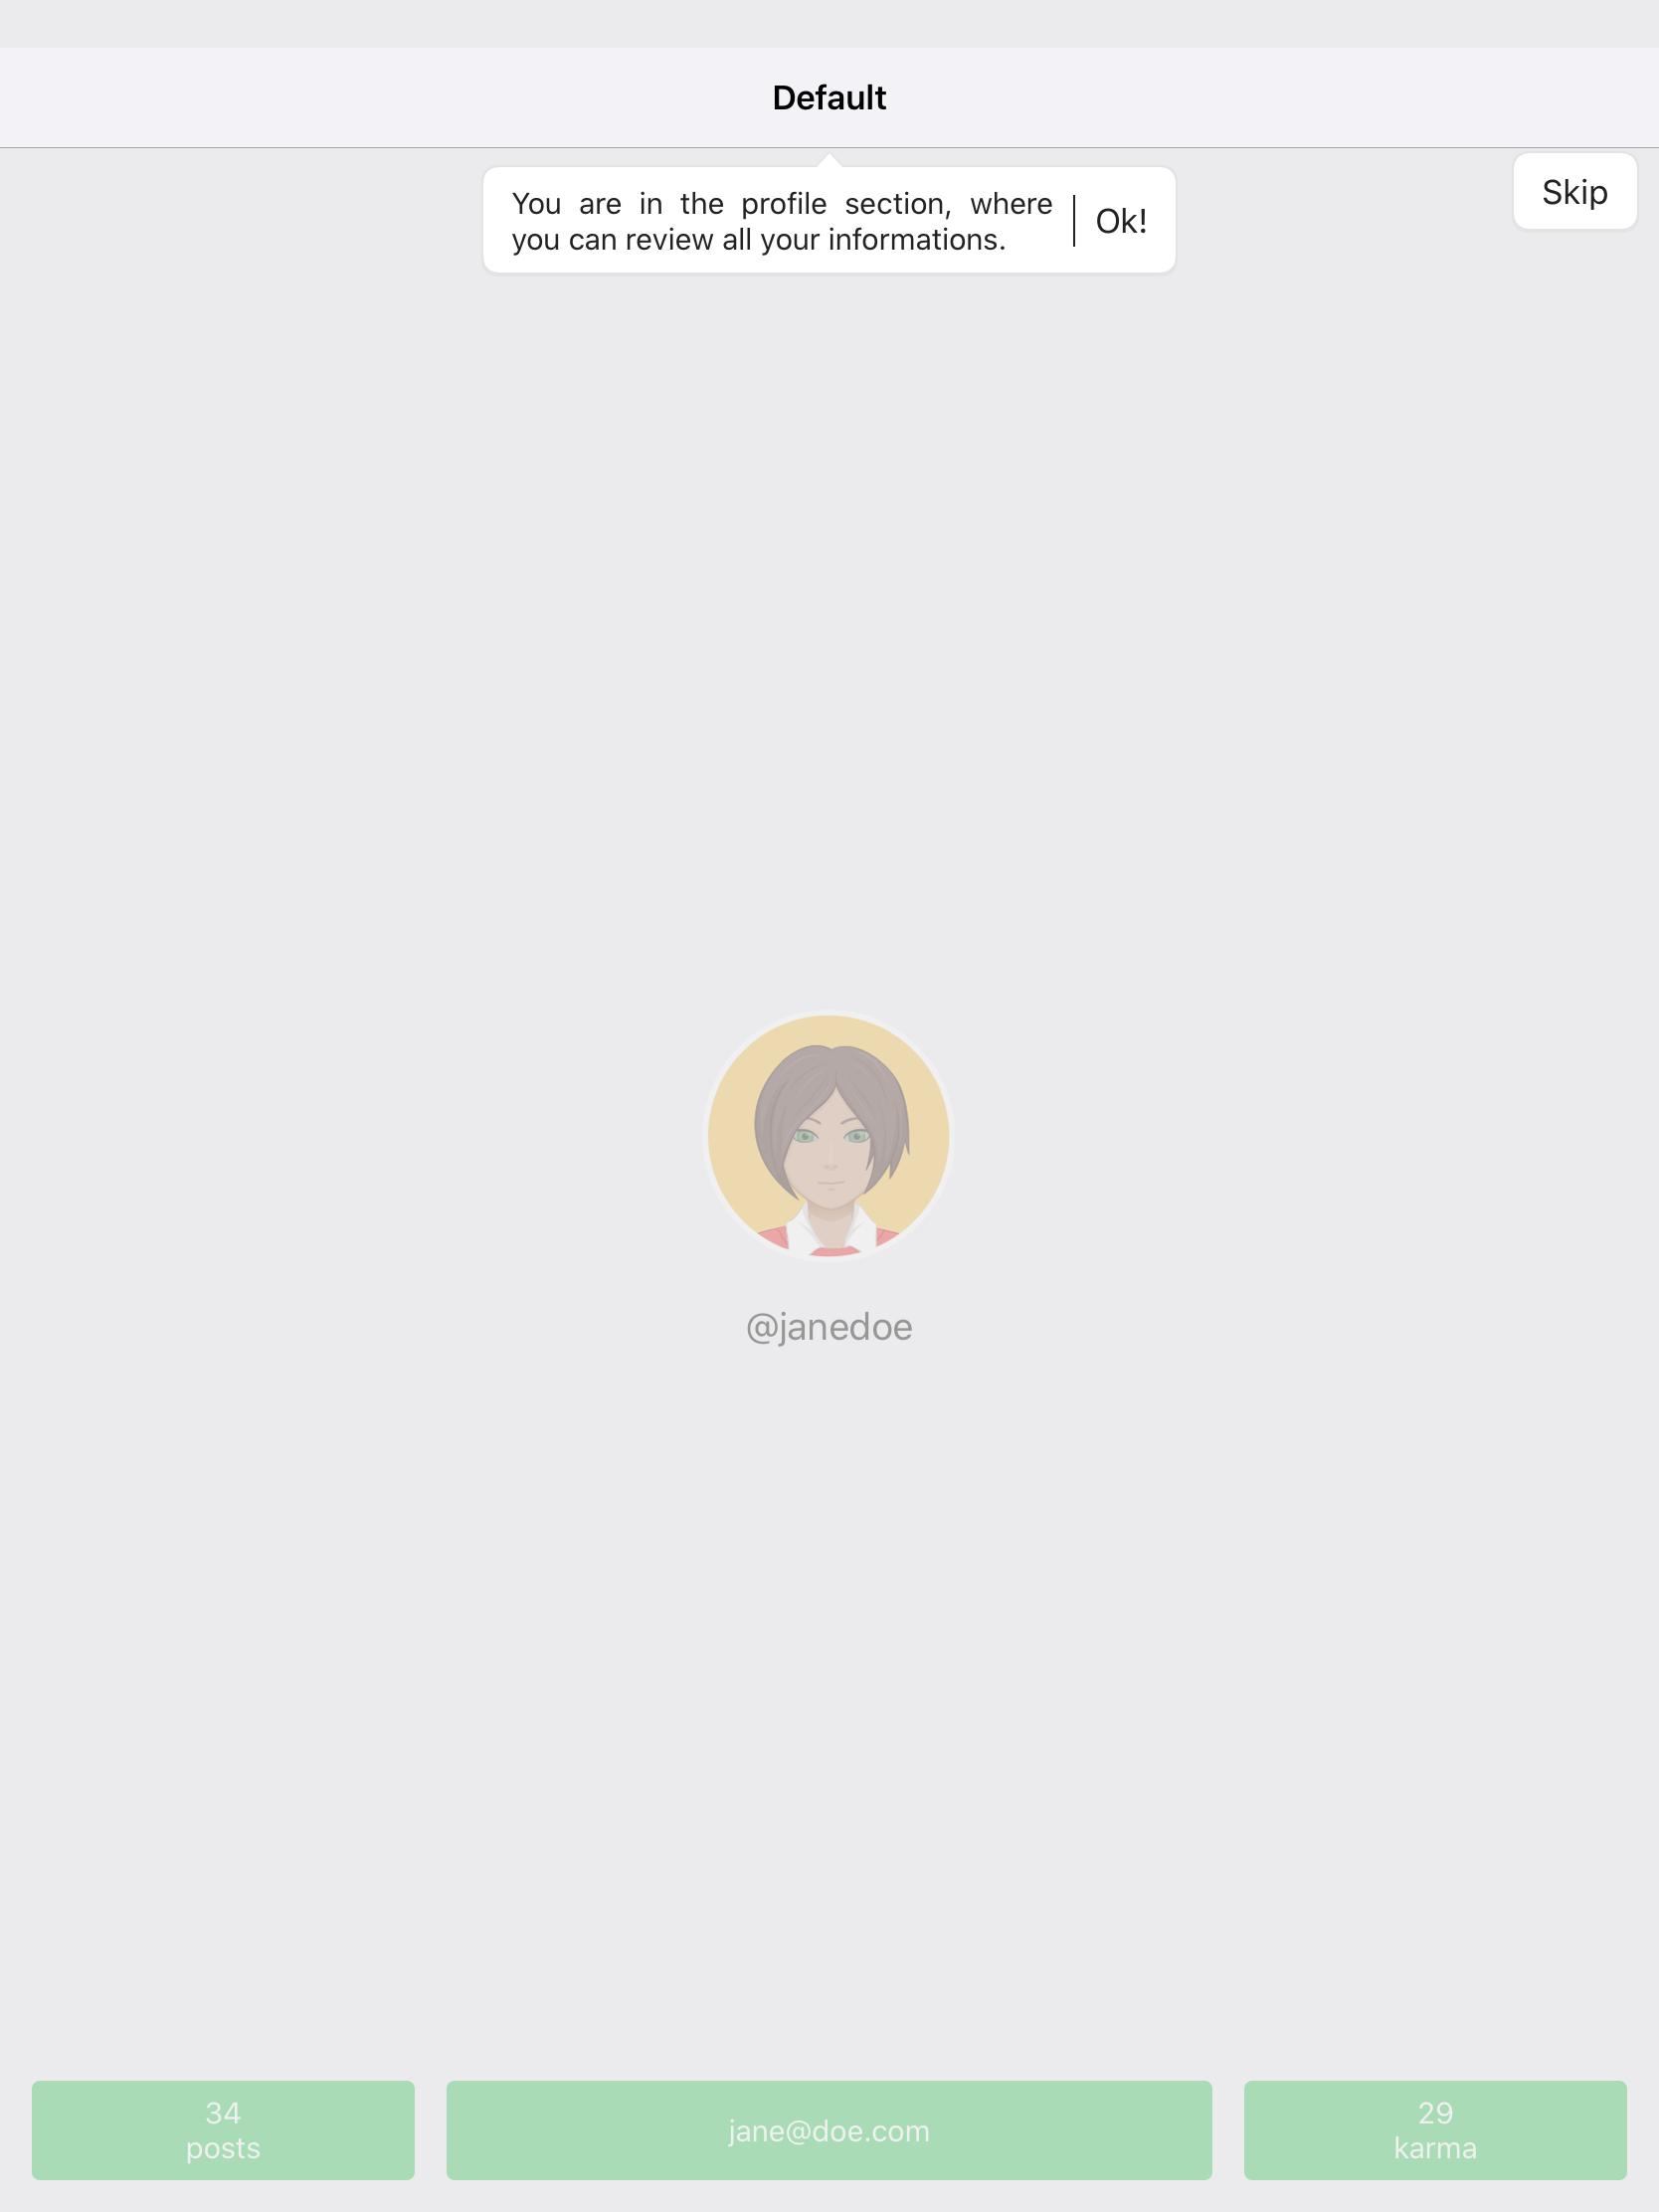 Default
You are in the profile section, where
you can review all your informations.
Ok!
Skip
@janedoe
34
posts
jane@doe.com
29
karma